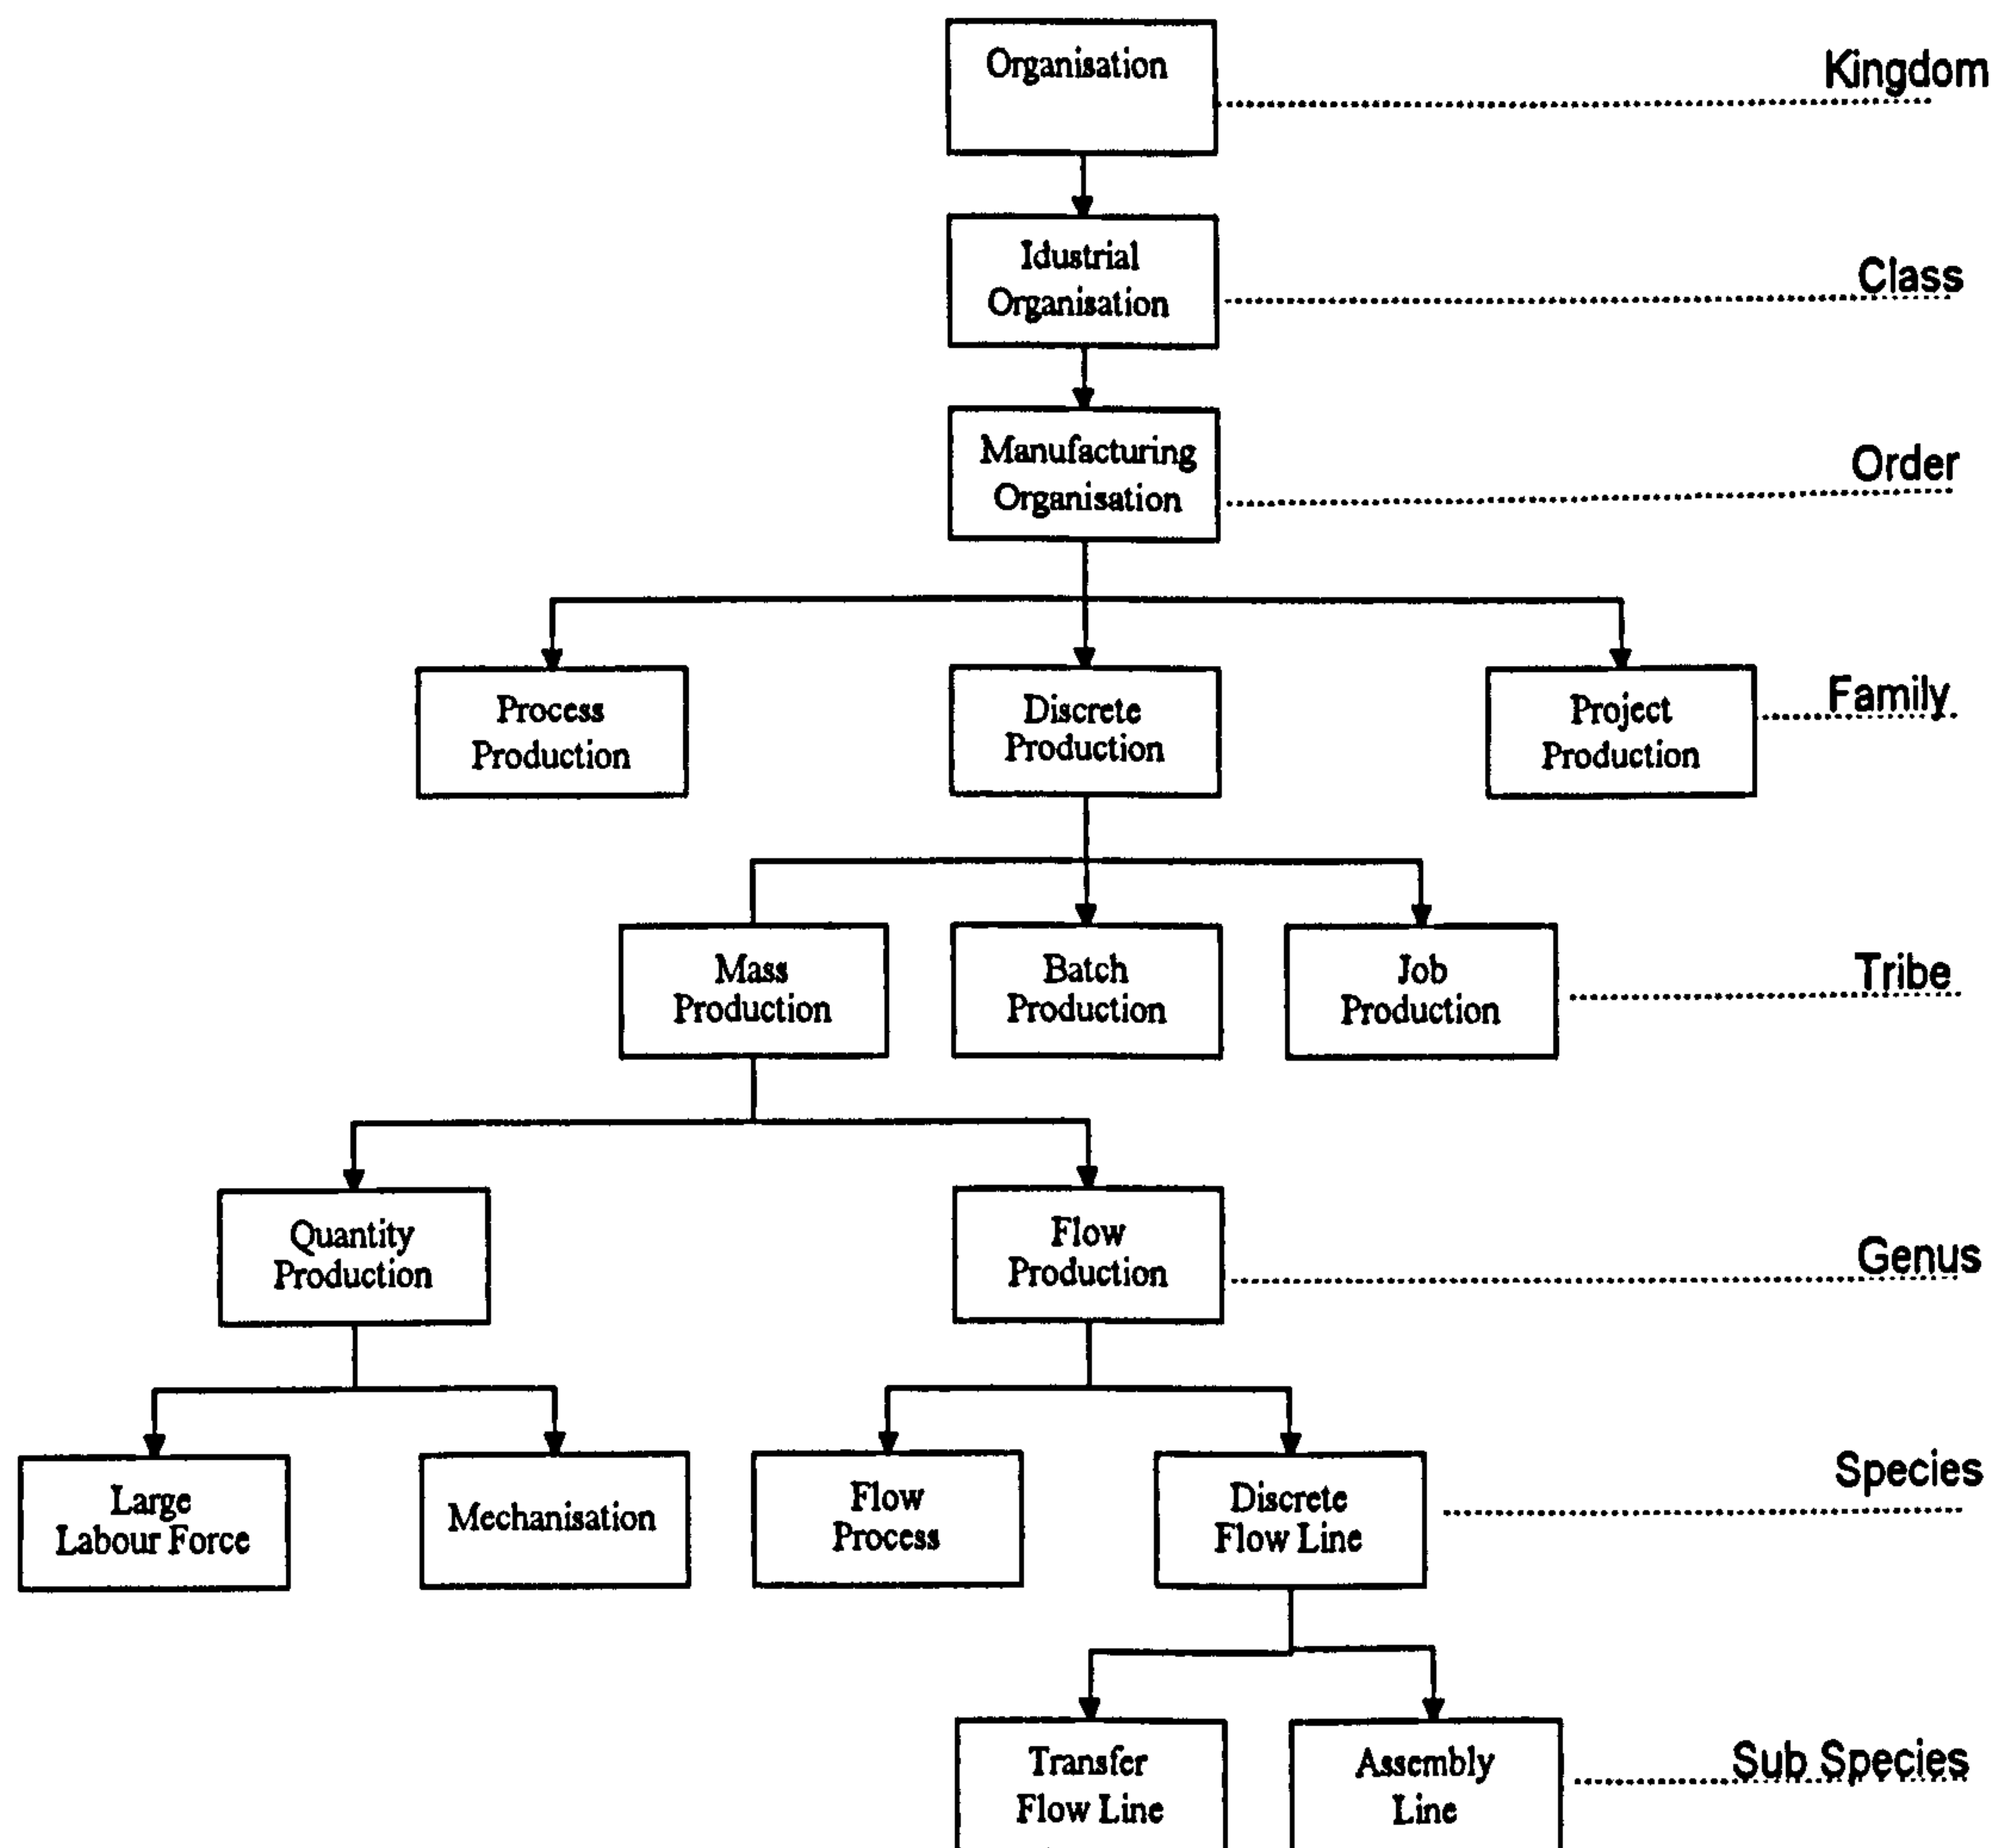 Organisation
Kingdom
Idustrial
Organisation
Class
Manufacturing
Organisation
Order
Process
Production
Discrete
Production
Project
Production
Family
Mass
Production
Batch
Production
Job
Production
Tribe
Quantity
Production
Flow
Production
Genus
Large
Labour Force
Mechanisation
Flow
Process
Discrete
Flow Line
Species
Transfer
Flow Line
Assembly
Line
Sub Species